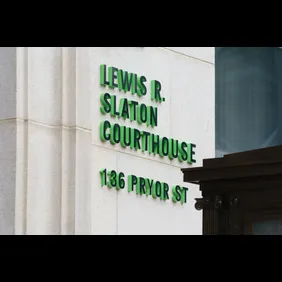 LEWIS R.
SLATON
COURTHOUSE
136 PRYOR ST